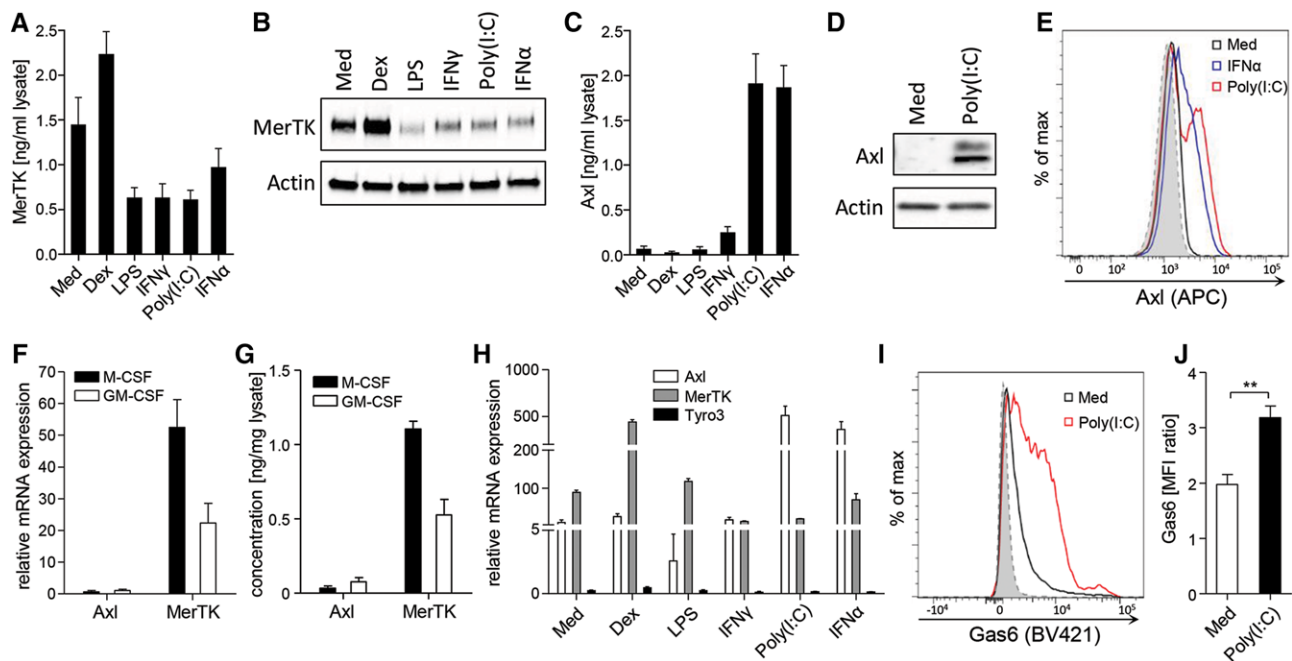 A
MerTK [ng/ml lysate]
2.5
2.0
1.5
1.0
0.5
0.0
Med
Dex
LPS
IFNγ
Poly(I:C)
IFNα
B
Med
Dex
LPS
IFNγ
Poly(I:C)
IFNα
MerTK
Actin
C
Axl [ng/ml lysate]
2.5
2.0
1.5
1.0
0.5
0.0
Med
Dex
LPS
IFNγ
Poly(I:C)
IFNα
D
Med
Poly(I:C)
Axl
Actin
E
Med
IFNα
Poly(I:C)
% of max
0 10² 10³ 10⁴ 10⁵
Axl (APC)
F
M-CSF
GM-CSF
relative mRNA expression
70
60
50
40
30
20
10
0
Axl MerTK
G
M-CSF
GM-CSF
concentration [ng/mg lysate]
1.5
1.0
0.5
0
Axl MerTK
H
Axl
MerTK
Tyro3
relative mRNA expression
1000
500
200
100
5
0
Med
Dex
LPS
IFNγ
Poly(I:C)
IFNα
I
Med
Poly(I:C)
% of max
-10⁴ 0 10³ 10⁴ 10⁵
Gas6 (BV421)
J
Gas6 [MFI ratio]
4
3
2
1
0
**
Med
Poly(I:C)